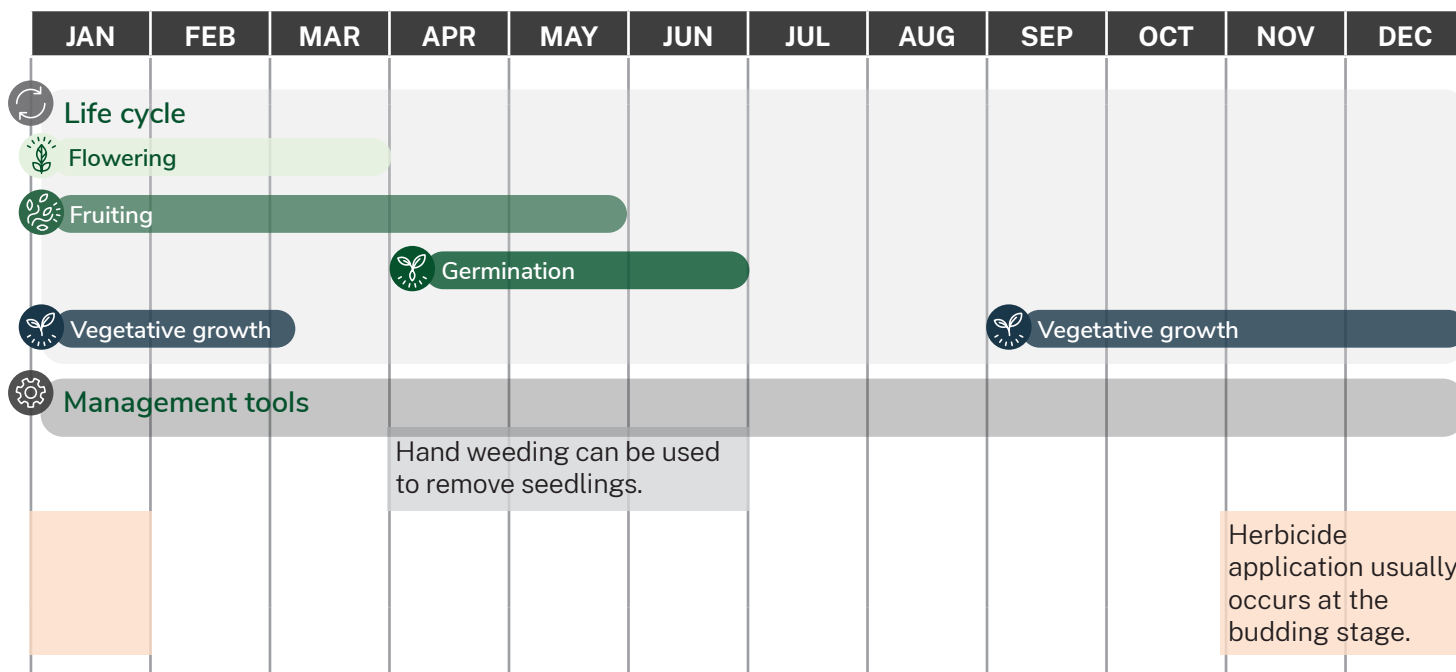 JAN FEB MAR APR MAY JUN JUL AUG SEP OCT NOV DEC
Life cycle
Flowering
Fruiting
Germination
Vegetative growth Vegetative growth
Management tools
Hand weeding can be used
to remove seedlings.
Herbicide
application usually
occurs at the
budding stage.